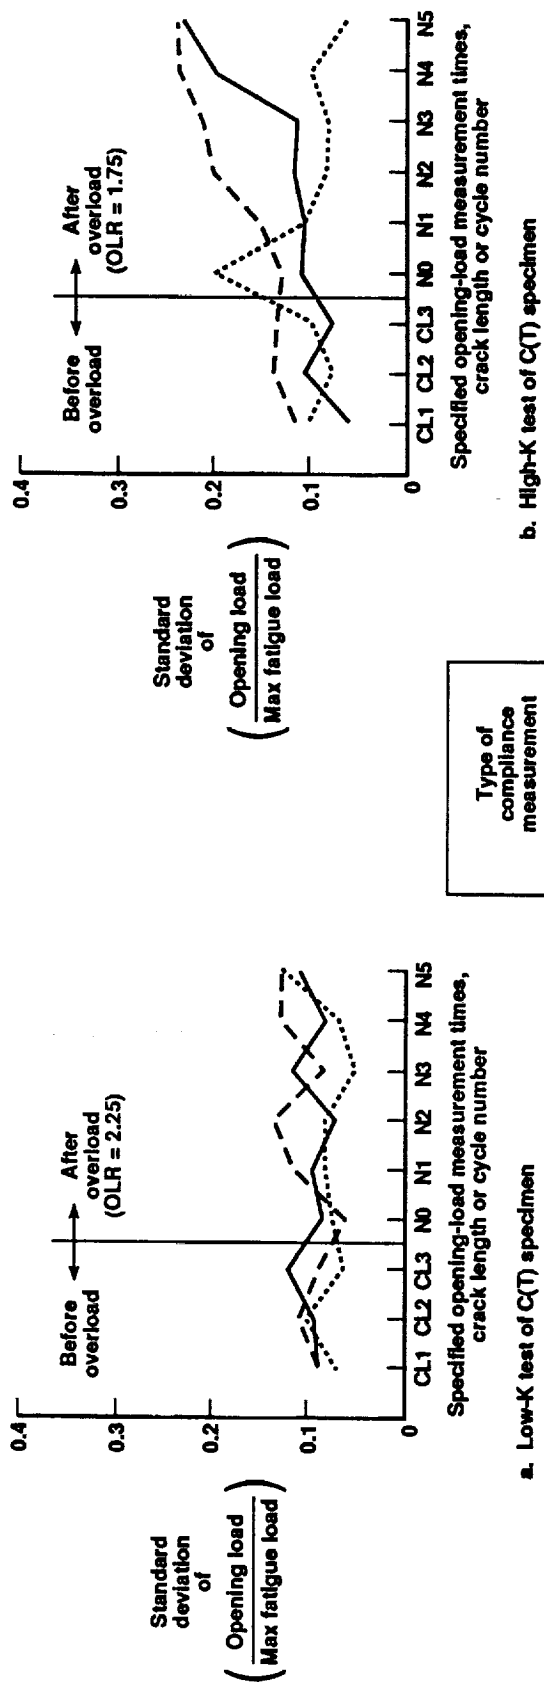 Standard
deviation
of
(Opening load
Max fatigue load)
0.4
0.3
0.2
0.1
0
Before
overload
After
overload
(OLR = 2.25)
CL1 CL2 CL3 N0 N1 N2 N3 N4 N5
Specified opening-load measurement times,
crack length or cycle number
a. Low-K test of C(T) specimen
Standard
deviation
of
(Opening load
Max fatigue load)
0.4
0.3
0.2
0.1
0
Before
overload
After
overload
(OLR = 1.75)
CL1 CL2 CL3 N0 N1 N2 N3 N4 N5
Specified opening-load measurement times,
crack length or cycle number
b. High-K test of C(T) specimen
Type of
compliance
measurement